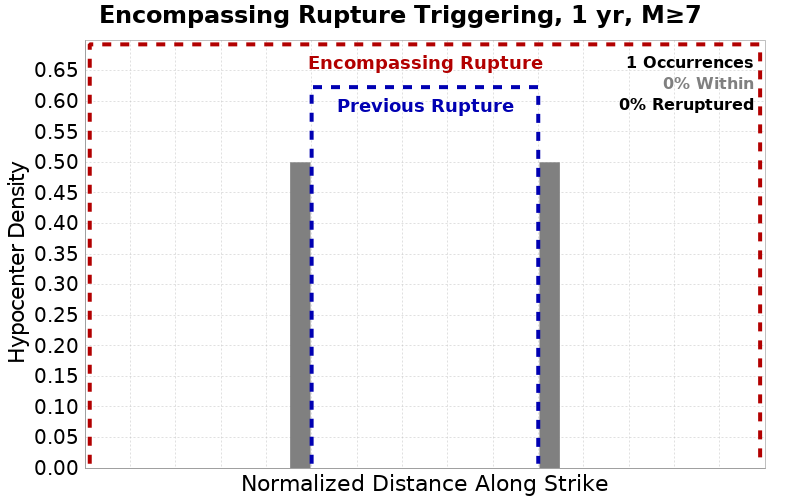 Encompassing Rupture Triggering, 1 yr, M≥7
Encompassing Rupture
1 Occurrences
0% Within
0% Reruptured
Previous Rupture
0.65
0.60
0.55
0.50
0.45
0.40
0.35
0.30
0.25
0.20
0.15
0.10
0.05
0.00
Hypocenter Density
Normalized Distance Along Strike